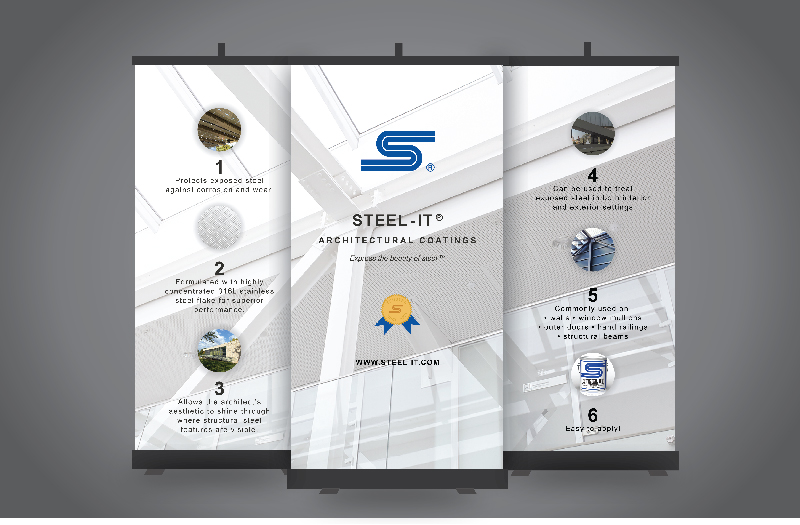 1
Protects exposed steel
against corrosion and wear
2
Formulated with highly
concentrated 316L stainless
steel flake for superior
performance.
3
Allows the architect's
aesthetic to shine through
where structural steel
features are visible
S®
STEEL-IT®
ARCHITECTURAL COATINGS
Express the beauty of steel™
S
WWW.STEEL-IT.COM
4
Can be used to treat
exposed steel in both interior
and exterior settings
5
Commonly used on
• walls • window mullions
• outer doors • hand railings
• structural beams
6
Easy to apply!